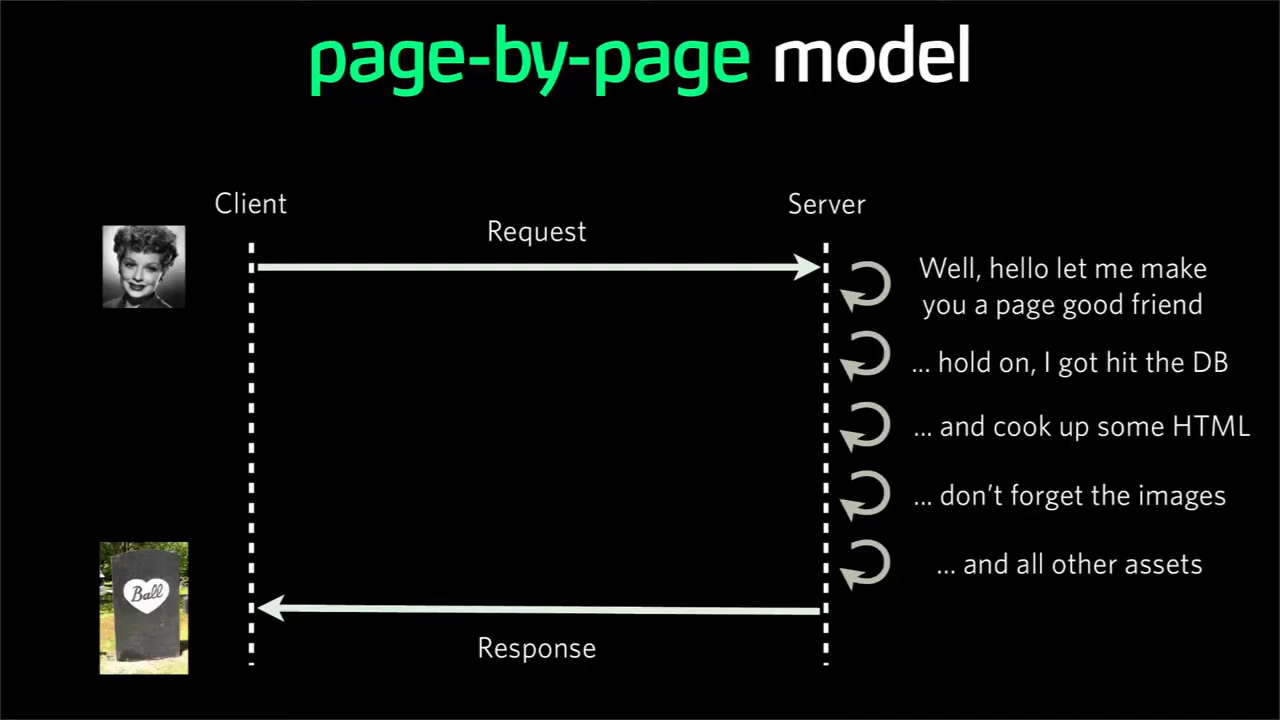 page-by-page model
Client
Server
Request
Well, hello let me make
you a page good friend
... hold on, I got hit the DB
... and cook up some HTML
... don't forget the images
... and all other assets
Ball
Response